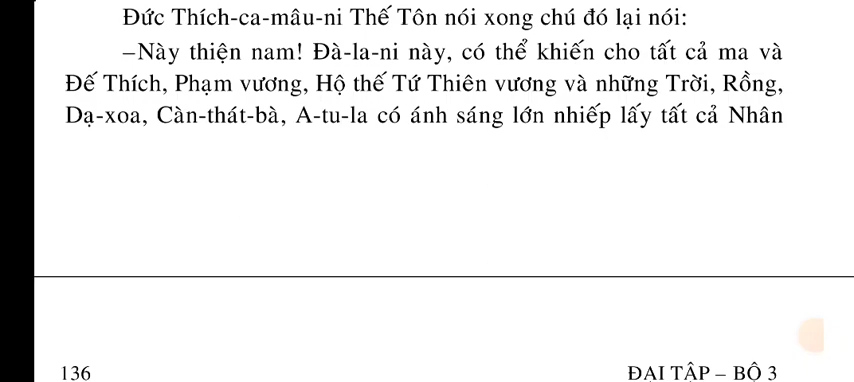 Đức Thích-ca-mâu-ni Thế Tôn nói xong chú đó lại nói:
–Này thiện nam! Đà-la-ni này, có thể khiến cho tất cả ma và
Đế Thích, Phạm vương, Hộ thế Tứ Thiên vương và những Trời, Rồng,
Dạ-xoa, Càn-thát-bà, A-tu-la có ánh sáng lớn nhiếp lấy tất cả Nhân
136
ĐẠI TẬP – BỘ 3